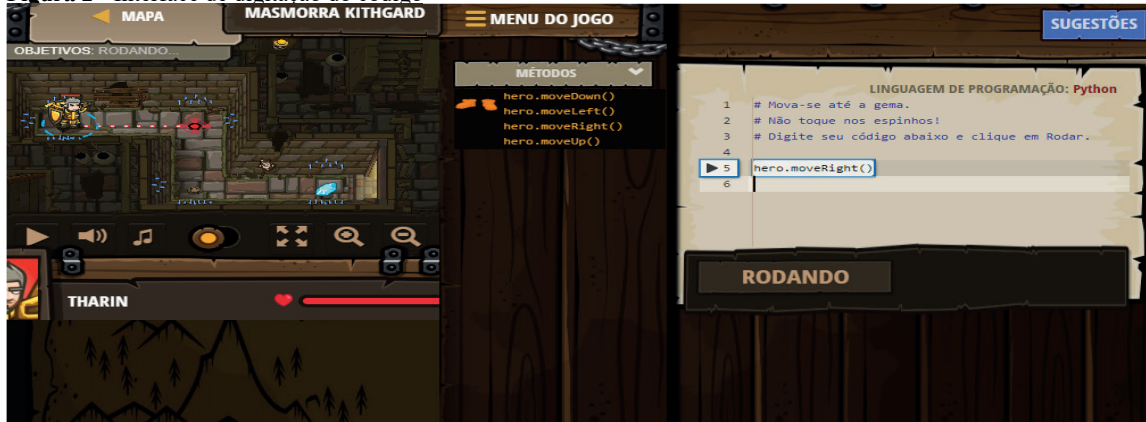 MAPA
MASMORRA KITHGARD
OBJETIVOS: RODANDO...
THARIN
MENU DO JOGO
MÉTODOS
hero.moveDown()
hero.moveLeft()
hero.moveRight()
hero.moveUp()
SUGESTÕES
LINGUAGEM DE PROGRAMAÇÃO: Python
1 # Mova-se até a gema.
2 # Não toque nos espinhos!
3 # Digite seu código abaixo e clique em Rodar.
4
5 hero.moveRight()
6
RODANDO